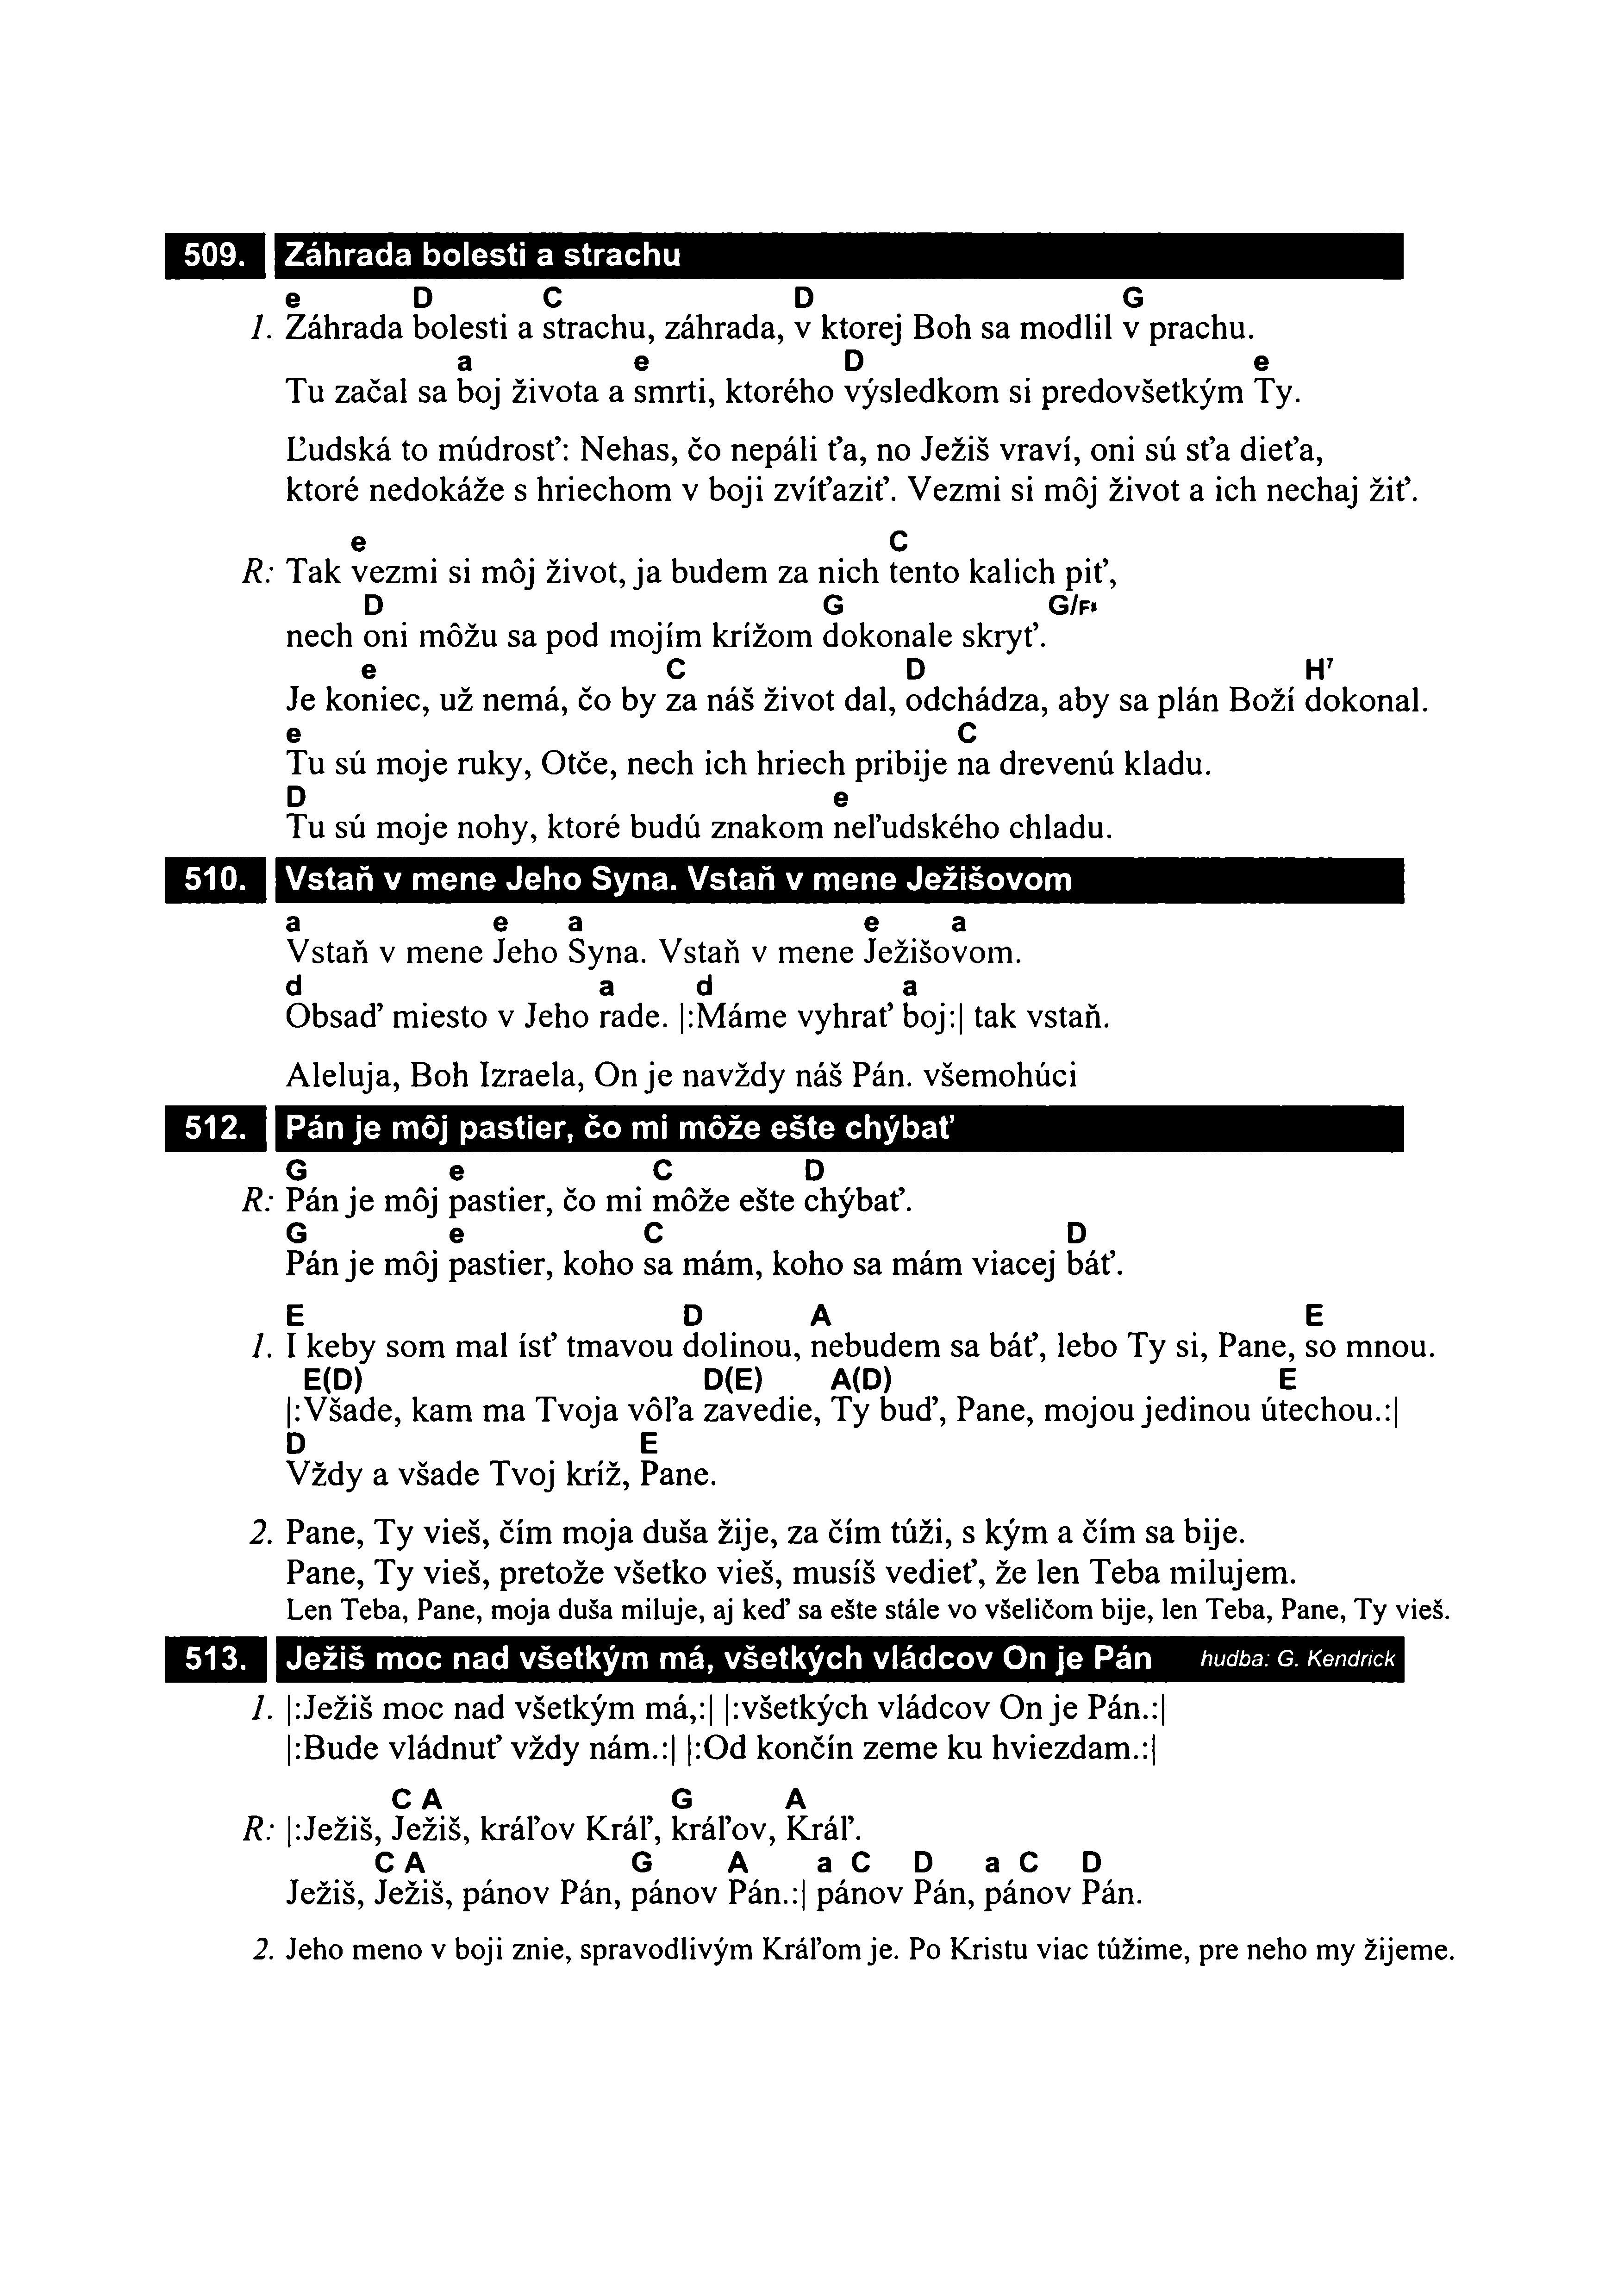 509. Záhrada bolesti a strachu
e D C D G
1. Záhrada bolesti a strachu, záhrada, v ktorej Boh sa modlil v prachu.
a e D e
Tu začal sa boj života a smrti, ktorého výsledkom si predovšetkým Ty.
Ľudská to múdrosť: Nehas, čo nepáli ťa, no Ježiš vraví, oni sú sťa dieťa,
ktoré nedokáže s hriechom v boji zvíťaziť. Vezmi si môj život a ich nechaj žiť.
e C
R: Tak vezmi si môj život, ja budem za nich tento kalich piť,
D G G/F#
nech oni môžu sa pod mojím krížom dokonale skryť.
e C D H7
Je koniec, už nemá, čo by za náš život dal, odchádza, aby sa plán Boží dokonal.
e C
Tu sú moje ruky, Otče, nech ich hriech pribije na drevenú kladu.
D e
Tu sú moje nohy, ktoré budú znakom neľudského chladu.
510. Vstaň v mene Jeho Syna. Vstaň v mene Ježišovom
a e a e a
Vstaň v mene Jeho Syna. Vstaň v mene Ježišovom.
d a d a
Obsaď miesto v Jeho rade. |:Máme vyhrať boj:| tak vstaň.
Aleluja, Boh Izraela, On je navždy náš Pán. všemohúci
512. Pán je môj pastier, čo mi môže ešte chýbať
G e C D
R: Pán je môj pastier, čo mi môže ešte chýbať.
G e C D
Pán je môj pastier, koho sa mám, koho sa mám viacej báť.
E D A E
1. I keby som mal ísť tmavou dolinou, nebudem sa báť, lebo Ty si, Pane, so mnou.
E(D) D(E) A(D) E
|:Všade, kam ma Tvoja vôľa zavedie, Ty buď, Pane, mojou jedinou útechou.:|
D E
Vždy a všade Tvoj kríž, Pane.
2. Pane, Ty vieš, čím moja duša žije, za čím túži, s kým a čím sa bije.
Pane, Ty vieš, pretože všetko vieš, musíš vedieť, že len Teba milujem.
Len Teba, Pane, moja duša miluje, aj keď sa ešte stále vo všeličom bije, len Teba, Pane, Ty vieš.
513. Ježiš moc nad všetkým má, všetkých vládcov On je Pán hudba: G. Kendrick
1. |:Ježiš moc nad všetkým má,:| |:všetkých vládcov On je Pán.:|
|:Bude vládnuť vždy nám.:| |:Od končín zeme ku hviezdam.:|
C A G A
R: |:Ježiš, Ježiš, kráľov Kráľ, kráľov, Kráľ.
C A G A a C D a C D
Ježiš, Ježiš, pánov Pán, pánov Pán.:| pánov Pán, pánov Pán.
2. Jeho meno v boji znie, spravodlivým Kráľom je. Po Kristu viac túžime, pre neho my žijeme.